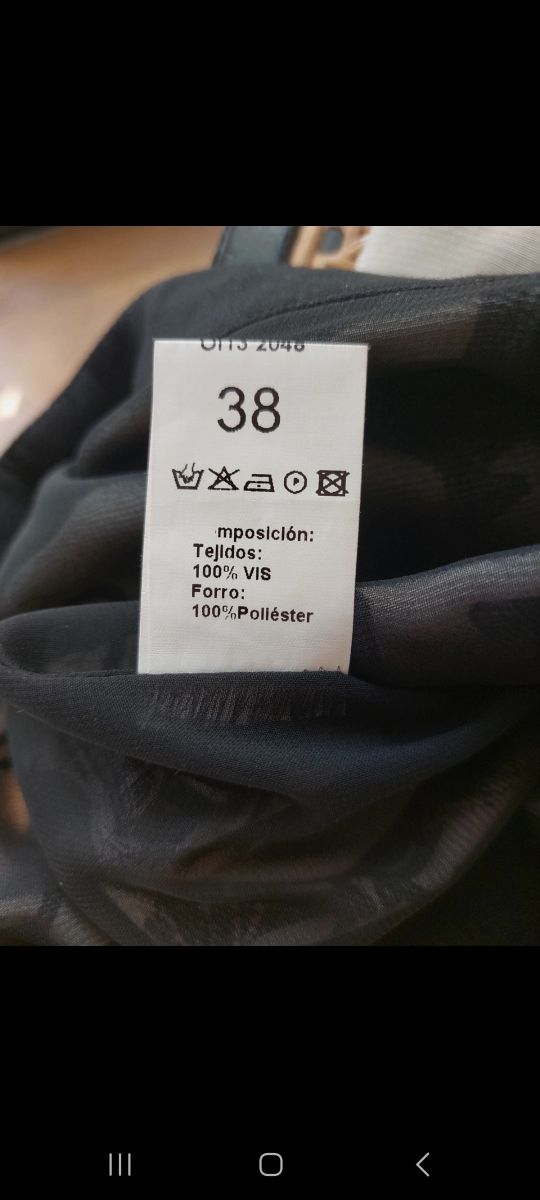 38
mposición:
Tejidos:
100% VIS
Forro:
100%Poliéster